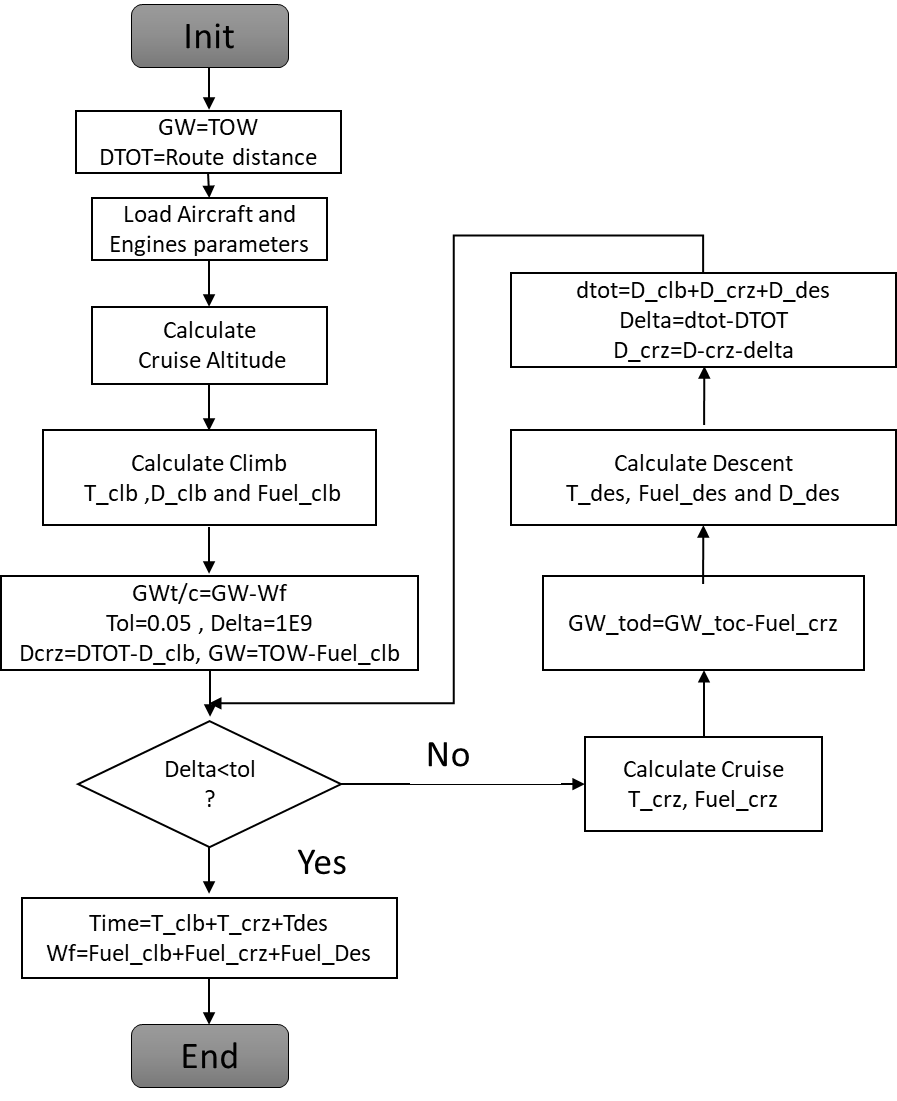 Init
GW=TOW
DTOT=Route distance
Load Aircraft and
Engines parameters
Calculate
Cruise Altitude
Calculate Climb
T_clb ,D_clb and Fuel_clb
GWt/c=GW-Wf
Tol=0.05 , Delta=1E9
Dcrz=DTOT-D_clb, GW=TOW-Fuel_clb
Delta<tol
?
No
Calculate Cruise
T_crz, Fuel_crz
GW_tod=GW_toc-Fuel_crz
Calculate Descent
T_des, Fuel_des and D_des
dtot=D_clb+D_crz+D_des
Delta=dtot-DTOT
D_crz=D-crz-delta
Yes
Time=T_clb+T_crz+Tdes
Wf=Fuel_clb+Fuel_crz+Fuel_Des
End